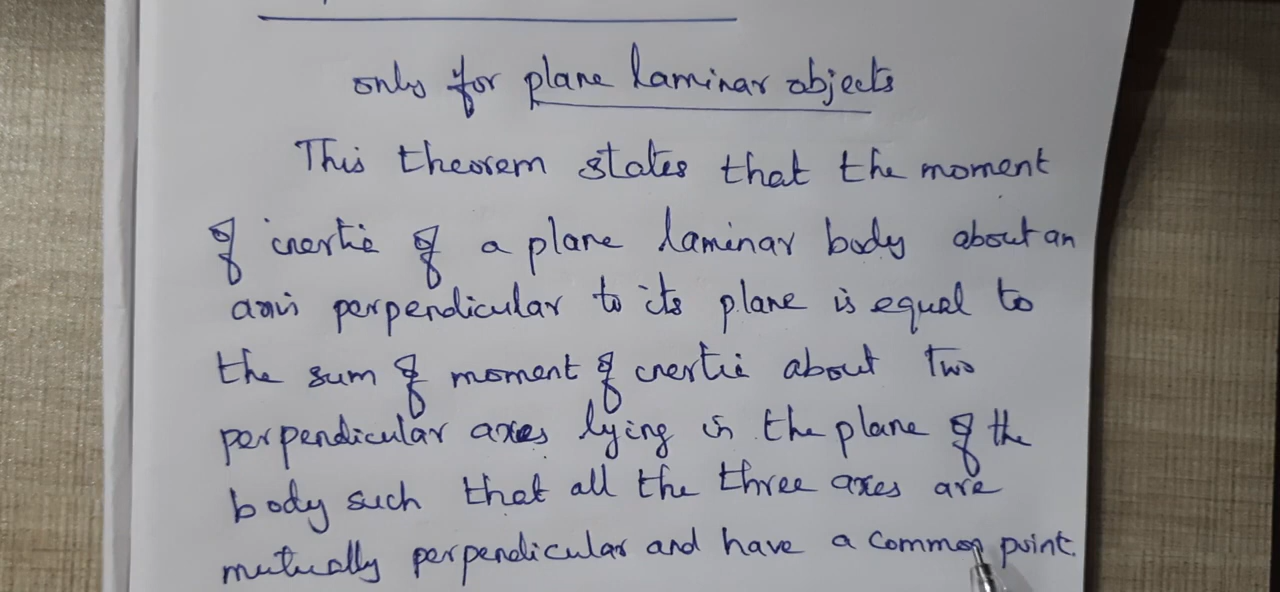 only for plane laminar objects
This theorem states that the moment
of inertia of a plane laminar body about an
axis perpendicular to its plane is equal to
the sum of moment of inertia about two
perpendicular axes lying in the plane of the
body such that all the three axes are
mutually perpendicular and have a common point.